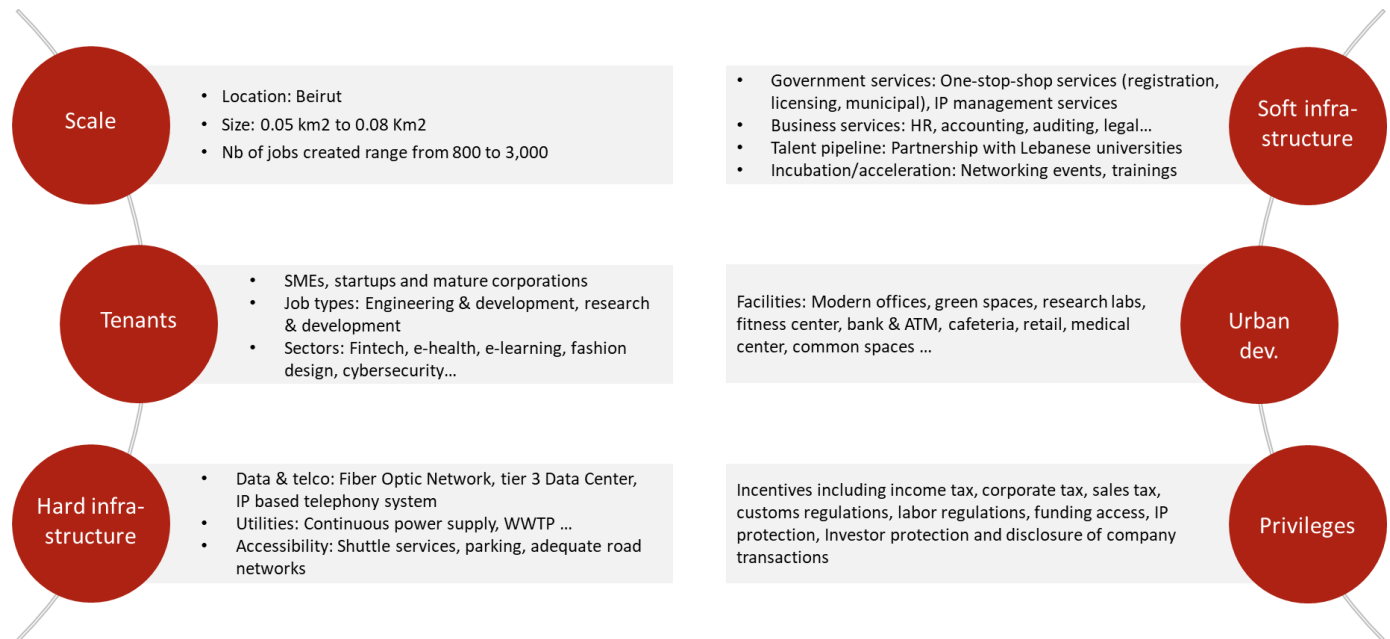 Scale
• Location: Beirut
• Size: 0.05 km2 to 0.08 Km2
• Nb of jobs created range from 800 to 3,000
Tenants
• SMEs, startups and mature corporations
• Job types: Engineering & development, research
& development
• Sectors: Fintech, e-health, e-learning, fashion
design, cybersecurity…
Hard infra-
structure
• Data & telco: Fiber Optic Network, tier 3 Data Center,
IP based telephony system
• Utilities: Continuous power supply, WWTP …
• Accessibility: Shuttle services, parking, adequate road
networks
• Government services: One-stop-shop services (registration,
licensing, municipal), IP management services
• Business services: HR, accounting, auditing, legal…
• Talent pipeline: Partnership with Lebanese universities
• Incubation/acceleration: Networking events, trainings
Soft infra-
structure
Facilities: Modern offices, green spaces, research labs,
fitness center, bank & ATM, cafeteria, retail, medical
center, common spaces …
Urban
dev.
Incentives including income tax, corporate tax, sales tax,
customs regulations, labor regulations, funding access, IP
protection, Investor protection and disclosure of company
transactions
Privileges